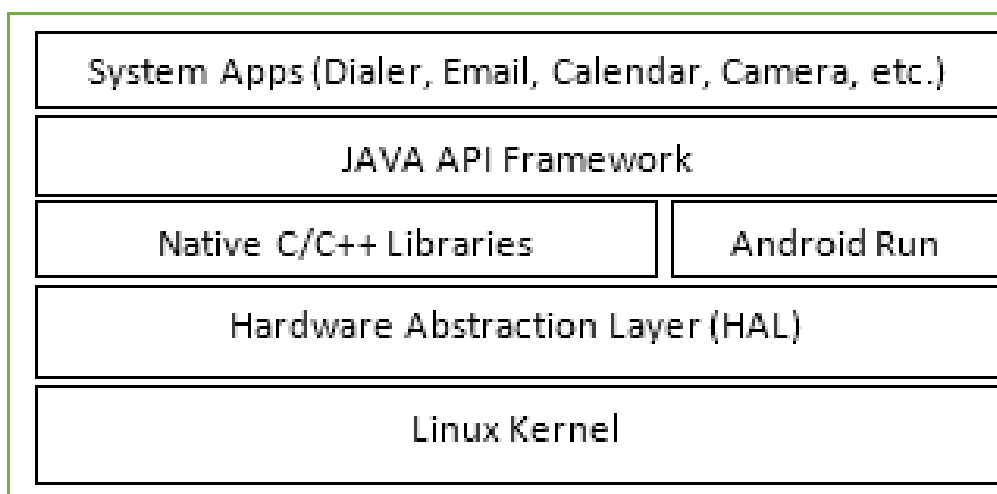 System Apps (Dialer, Email, Calendar, Camera, etc.)
JAVA API Framework
Native C/C++ Libraries
Android Run
Hardware Abstraction Layer (HAL)
Linux Kernel